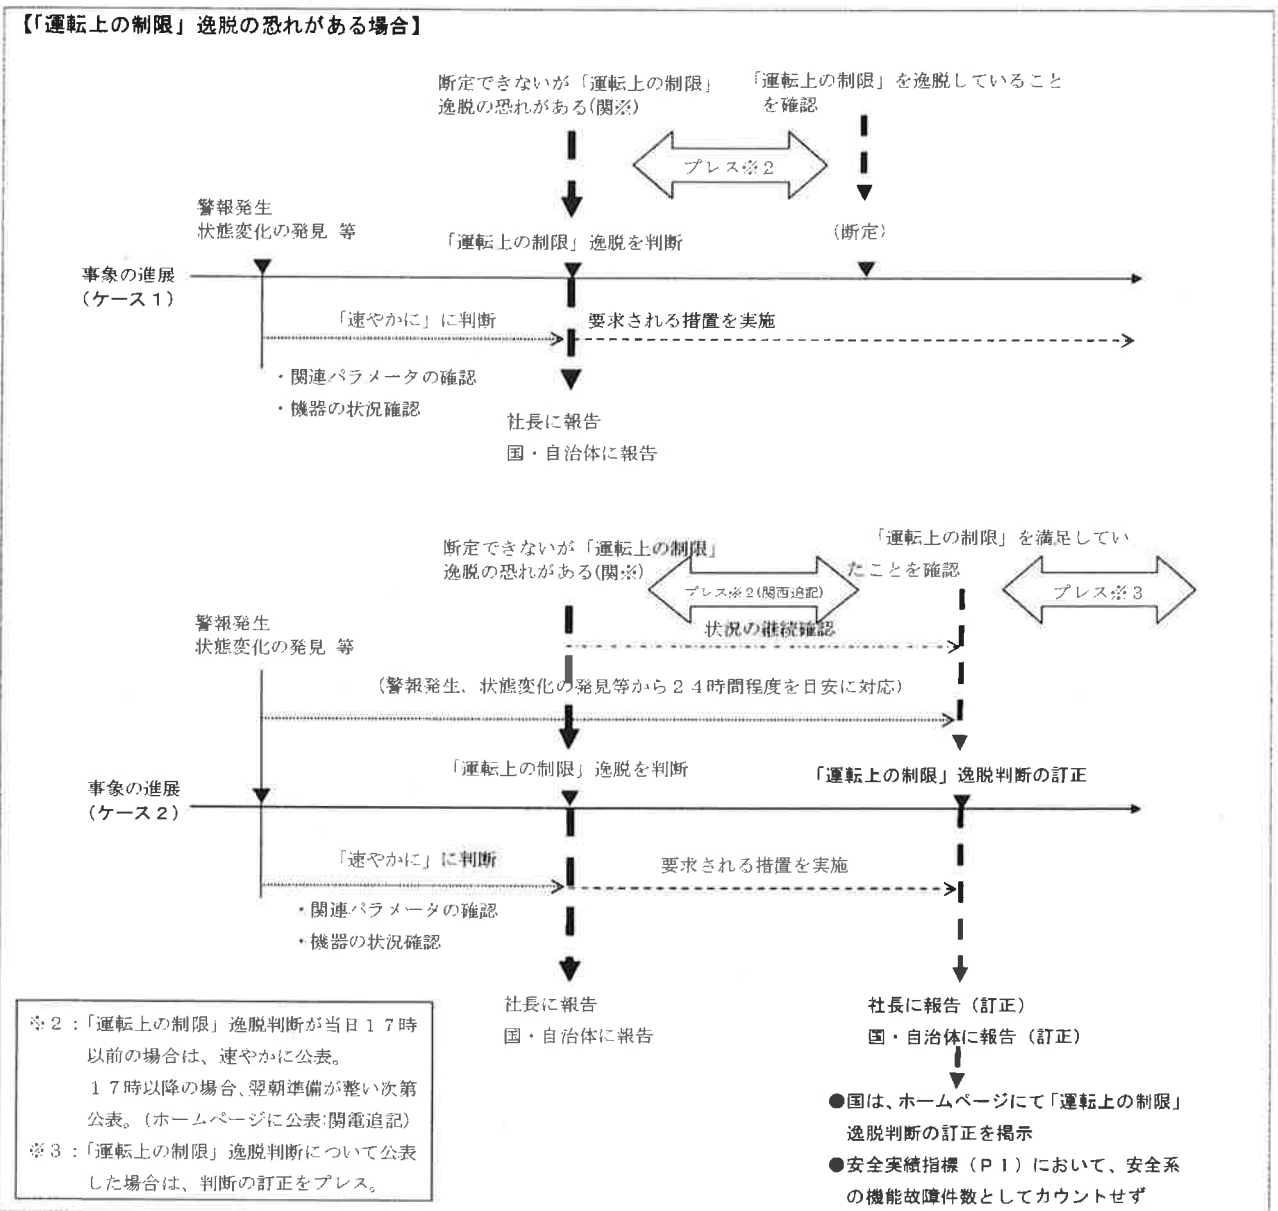 【「運転上の制限」逸脱の恐れがある場合】
断定できないが「運転上の制限」
逸脱の恐れがある(関※)
「運転上の制限」を逸脱していること
を確認
プレス※2
警報発生
状態変化の発見 等
「運転上の制限」逸脱を判断
(断定)
事象の進展
(ケース1)
「速やかに」に判断
要求される措置を実施
・関連パラメータの確認
・機器の状況確認
社長に報告
国・自治体に報告
断定できないが「運転上の制限」
逸脱の恐れがある(関※)
「運転上の制限」を満足してい
たことを確認
プレス※2(関西追記)
プレス※3
警報発生
状態変化の発見 等
状況の継続確認
(警報発生、状態変化の発見等から24時間程度を目安に対応)
「運転上の制限」逸脱を判断
「運転上の制限」逸脱判断の訂正
事象の進展
(ケース2)
「速やかに」に判断
要求される措置を実施
・関連パラメータの確認
・機器の状況確認
社長に報告
国・自治体に報告
社長に報告(訂正)
国・自治体に報告(訂正)
※2:「運転上の制限」逸脱判断が当日17時
以前の場合は、速やかに公表。
17時以降の場合、翌朝準備が整い次第
公表。(ホームページに公表:関電追記)
※3:「運転上の制限」逸脱判断について公表
した場合は、判断の訂正をプレス。
●国は、ホームページにて「運転上の制限」
逸脱判断の訂正を掲示
●安全実績指標(PI)において、安全系
の機能故障件数としてカウントせず